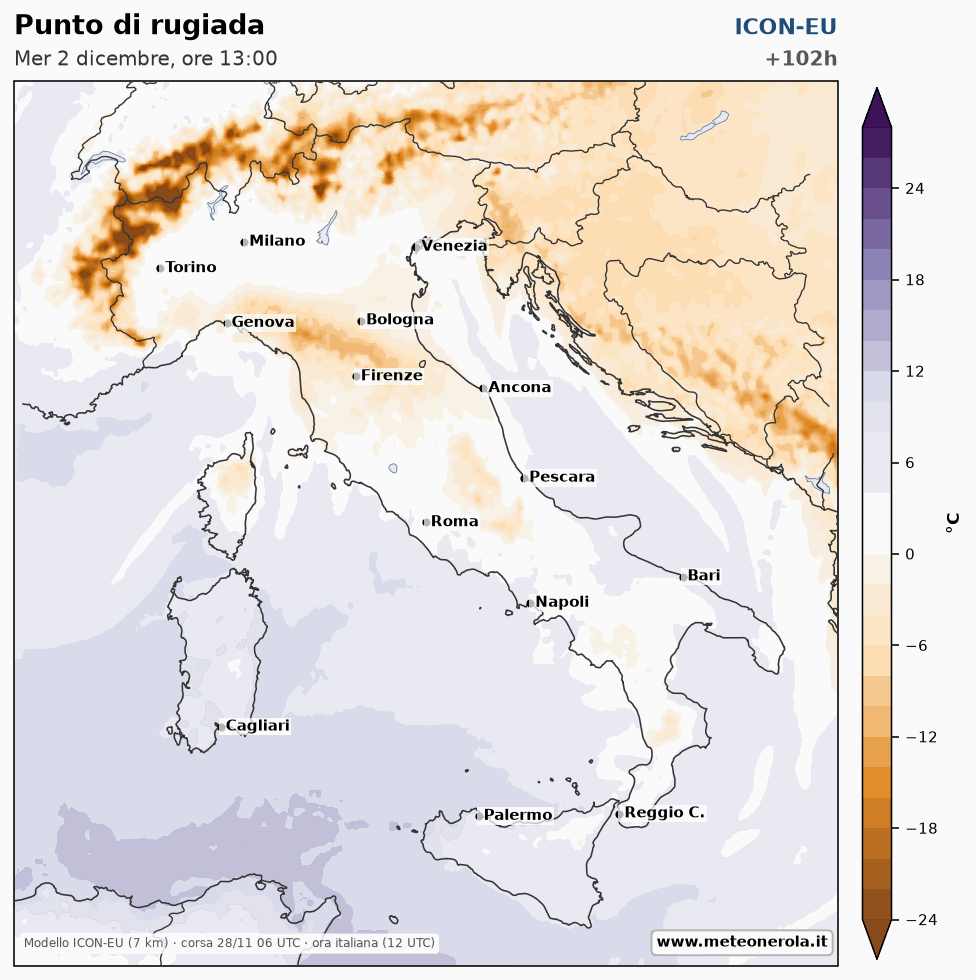 Punto di rugiada
ICON-EU
Mer 2 dicembre, ore 13:00
+102h
24
18
12
6
0
−6
−12
−18
−24
°C
Milano
Venezia
Torino
Genova
Bologna
Firenze
Ancona
Pescara
Roma
Bari
Napoli
Cagliari
Palermo
Reggio C.
Modello ICON-EU (7 km) · corsa 28/11 06 UTC · ora italiana (12 UTC)
www.meteonerola.it